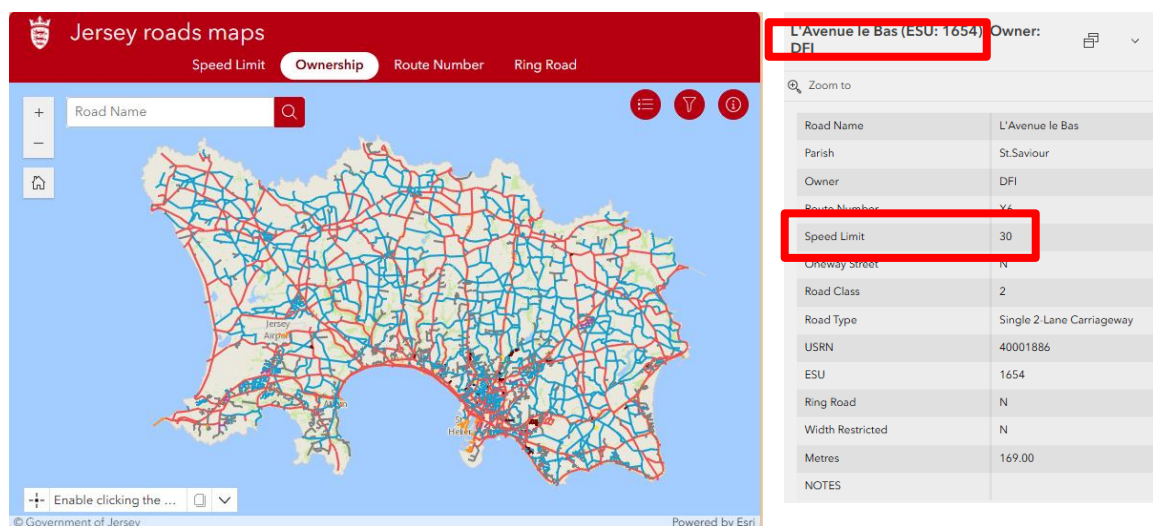 Jersey roads maps
Speed Limit Ownership Route Number Ring Road
Road Name
Jersey
Airport
Enable clicking the ...
© Government of Jersey
Powered by Esri
L'Avenue le Bas (ESU: 1654) Owner:
DFI
Zoom to
Road Name L'Avenue le Bas
Parish St.Saviour
Owner DFI
Route Number X6
Speed Limit 30
Oneway Street N
Road Class 2
Road Type Single 2-Lane Carriageway
USRN 40001886
ESU 1654
Ring Road N
Width Restricted N
Metres 169.00
NOTES